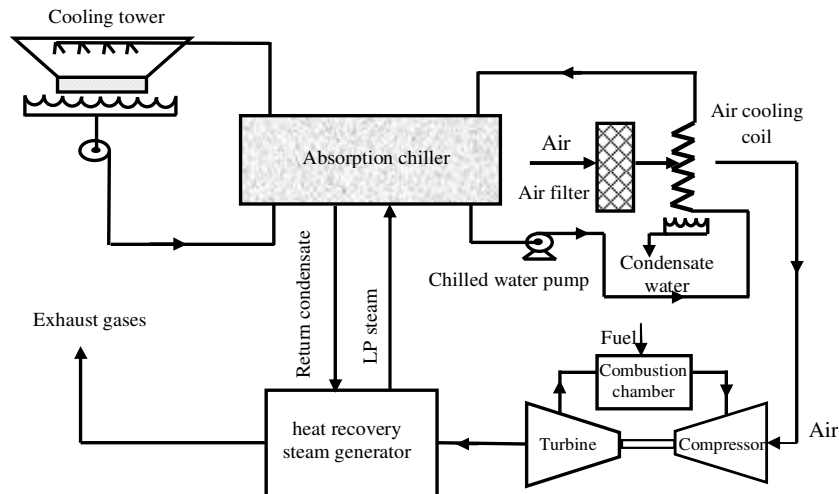 Cooling tower
Absorption chiller
Air
Air filter
Air cooling
coil
Chilled water pump
Condensate
water
Exhaust gases
Return condensate
LP steam
Fuel
Combustion
chamber
heat recovery
steam generator
Turbine
Compressor
Air